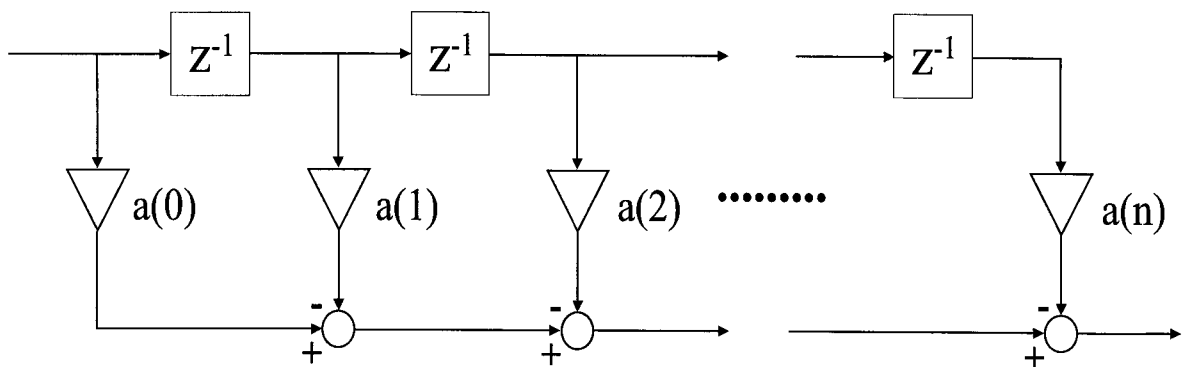 Z⁻¹ Z⁻¹ Z⁻¹
a(0) a(1) a(2) ......... a(n)
- - -
+ + +